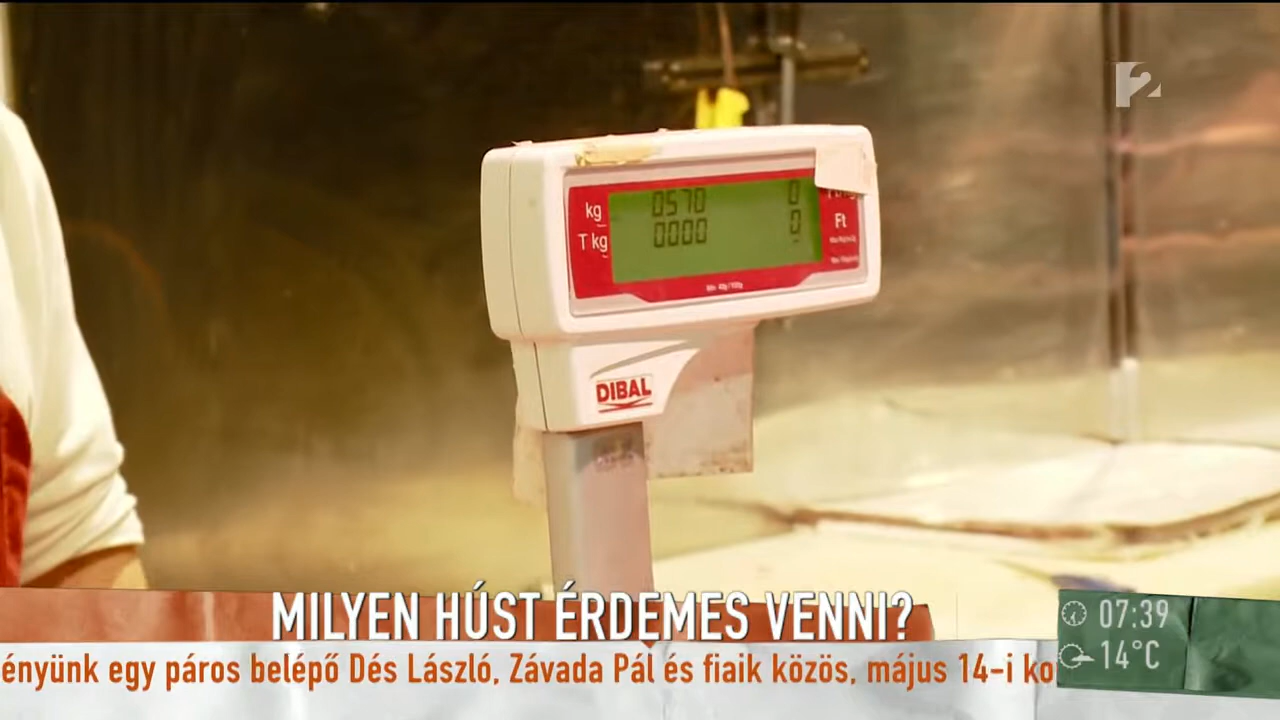 2
kg 0570 0
T kg 0000 0
Ft
DIBAL
MILYEN HÚST ÉRDEMES VENNI?
07:39
ényünk egy páros belépő Dés László, Závada Pál és fiaik közös, május 14-i ko
14°C